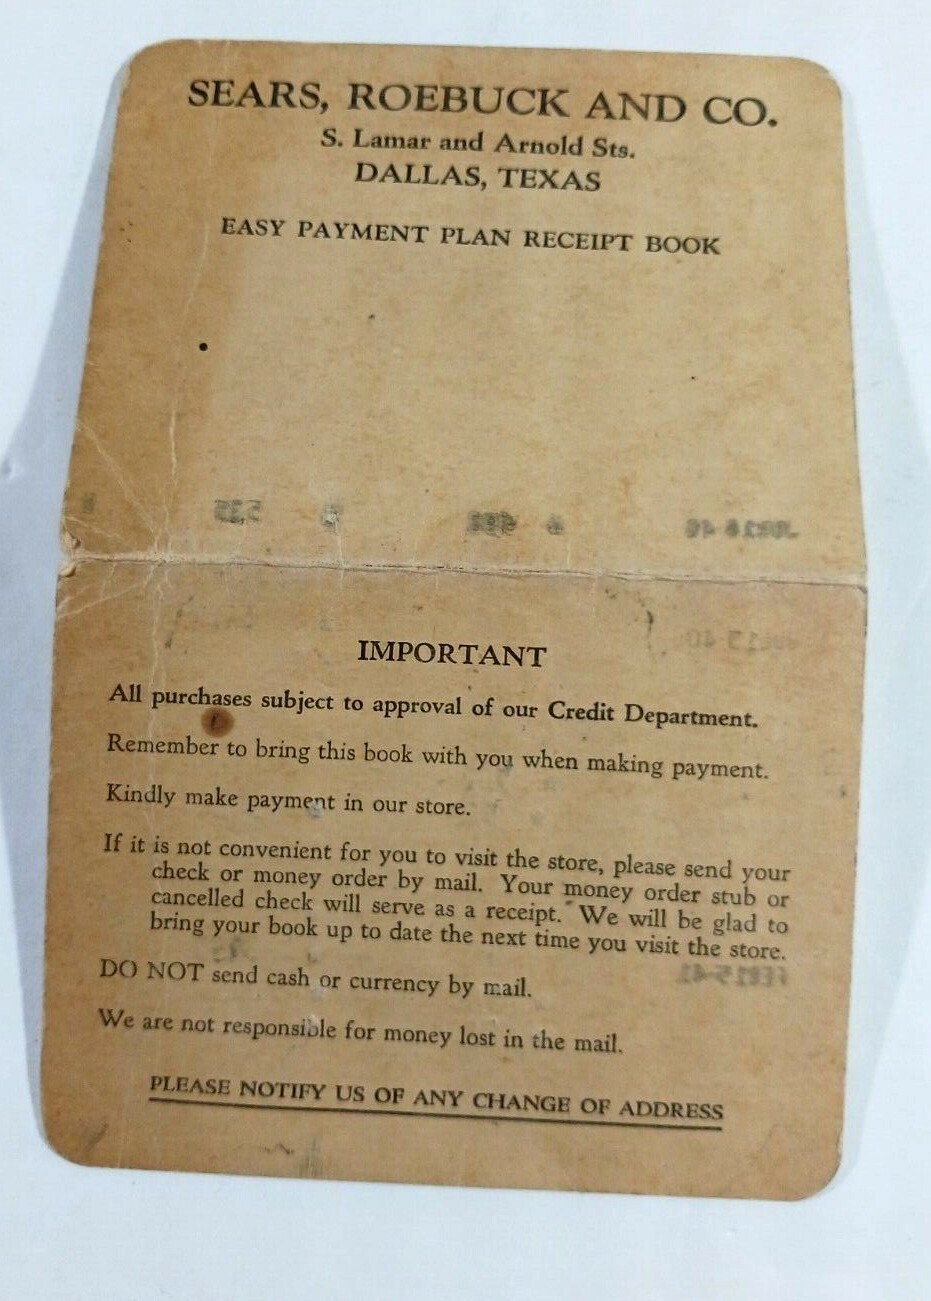 SEARS, ROEBUCK AND CO.
S. Lamar and Arnold Sts.
DALLAS, TEXAS
EASY PAYMENT PLAN RECEIPT BOOK
IMPORTANT
All purchases subject to approval of our Credit Department.
Remember to bring this book with you when making payment.
Kindly make payment in our store.
If it is not convenient for you to visit the store, please send your
check or money order by mail. Your money order stub or
cancelled check will serve as a receipt. We will be glad to
bring your book up to date the next time you visit the store.
DO NOT send cash or currency by mail.
We are not responsible for money lost in the mail.
PLEASE NOTIFY US OF ANY CHANGE OF ADDRESS